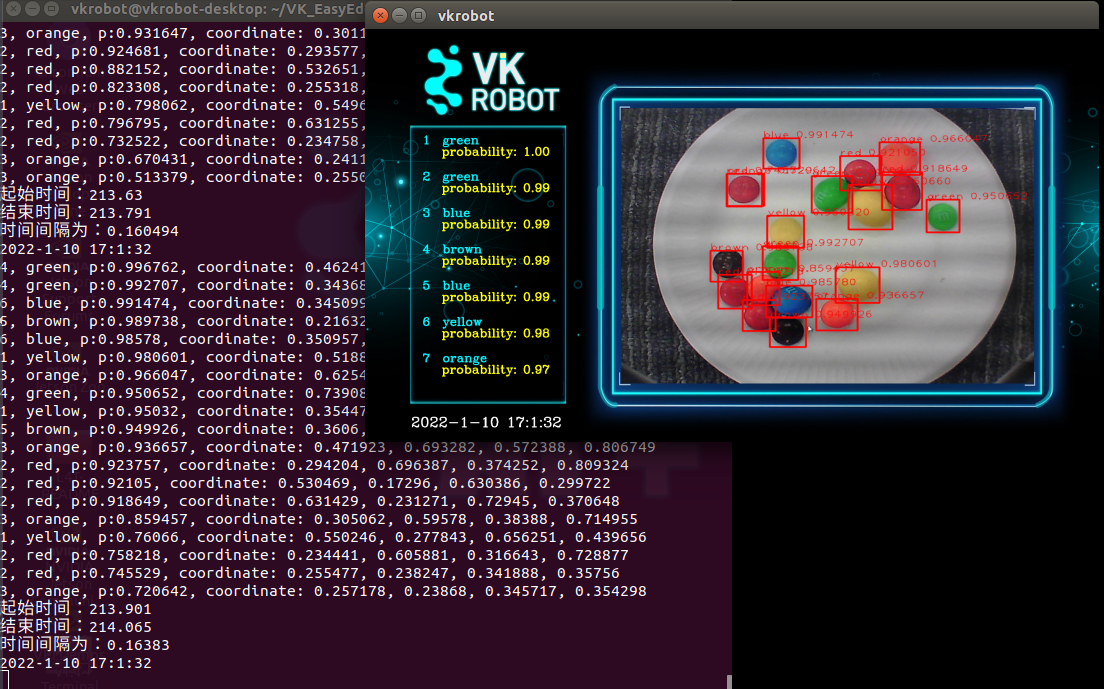 vkrobot@vkrobot-desktop: ~/VK_EasyEd
3, orange, p:0.931647, coordinate: 0.3011
2, red, p:0.924681, coordinate: 0.293577,
2, red, p:0.882152, coordinate: 0.532651,
2, red, p:0.823308, coordinate: 0.255318,
1, yellow, p:0.798062, coordinate: 0.5496
2, red, p:0.796795, coordinate: 0.631255,
2, red, p:0.732522, coordinate: 0.234758,
3, orange, p:0.670431, coordinate: 0.2411
3, orange, p:0.513379, coordinate: 0.2550
起始时间：213.63
结束时间：213.791
时间间隔为：0.160494
2022-1-10 17:1:32
4, green, p:0.996762, coordinate: 0.46241
4, green, p:0.992707, coordinate: 0.34368
6, blue, p:0.991474, coordinate: 0.345099
5, brown, p:0.989738, coordinate: 0.21632
6, blue, p:0.98578, coordinate: 0.350957,
1, yellow, p:0.980601, coordinate: 0.5188
3, orange, p:0.966047, coordinate: 0.6254
4, green, p:0.950652, coordinate: 0.73908
1, yellow, p:0.95032, coordinate: 0.35447
5, brown, p:0.949926, coordinate: 0.3606,
3, orange, p:0.936657, coordinate: 0.471923, 0.693282, 0.572388, 0.806749
2, red, p:0.923757, coordinate: 0.294204, 0.696387, 0.374252, 0.809324
2, red, p:0.92105, coordinate: 0.530469, 0.17296, 0.630386, 0.299722
2, red, p:0.918649, coordinate: 0.631429, 0.231271, 0.72945, 0.370648
3, orange, p:0.859457, coordinate: 0.305062, 0.59578, 0.38388, 0.714955
1, yellow, p:0.76066, coordinate: 0.550246, 0.277843, 0.656251, 0.439656
2, red, p:0.758218, coordinate: 0.234441, 0.605881, 0.316643, 0.728877
2, red, p:0.745529, coordinate: 0.255477, 0.238247, 0.341888, 0.35756
3, orange, p:0.720642, coordinate: 0.257178, 0.23868, 0.345717, 0.354298
起始时间：213.901
结束时间：214.065
时间间隔为：0.16383
2022-1-10 17:1:32
vkrobot
VK
ROBOT
1 green
probability: 1.00
2 green
probability: 0.99
3 blue
probability: 0.99
4 brown
probability: 0.99
5 blue
probability: 0.99
6 yellow
probability: 0.98
7 orange
probability: 0.97
2022-1-10 17:1:32
blue 0.991474
orange 0.966047
red 0.921050
0.918649
green 0.950652
yellow
0.992707
brown
yellow 0.980601
0.985780
0.936657